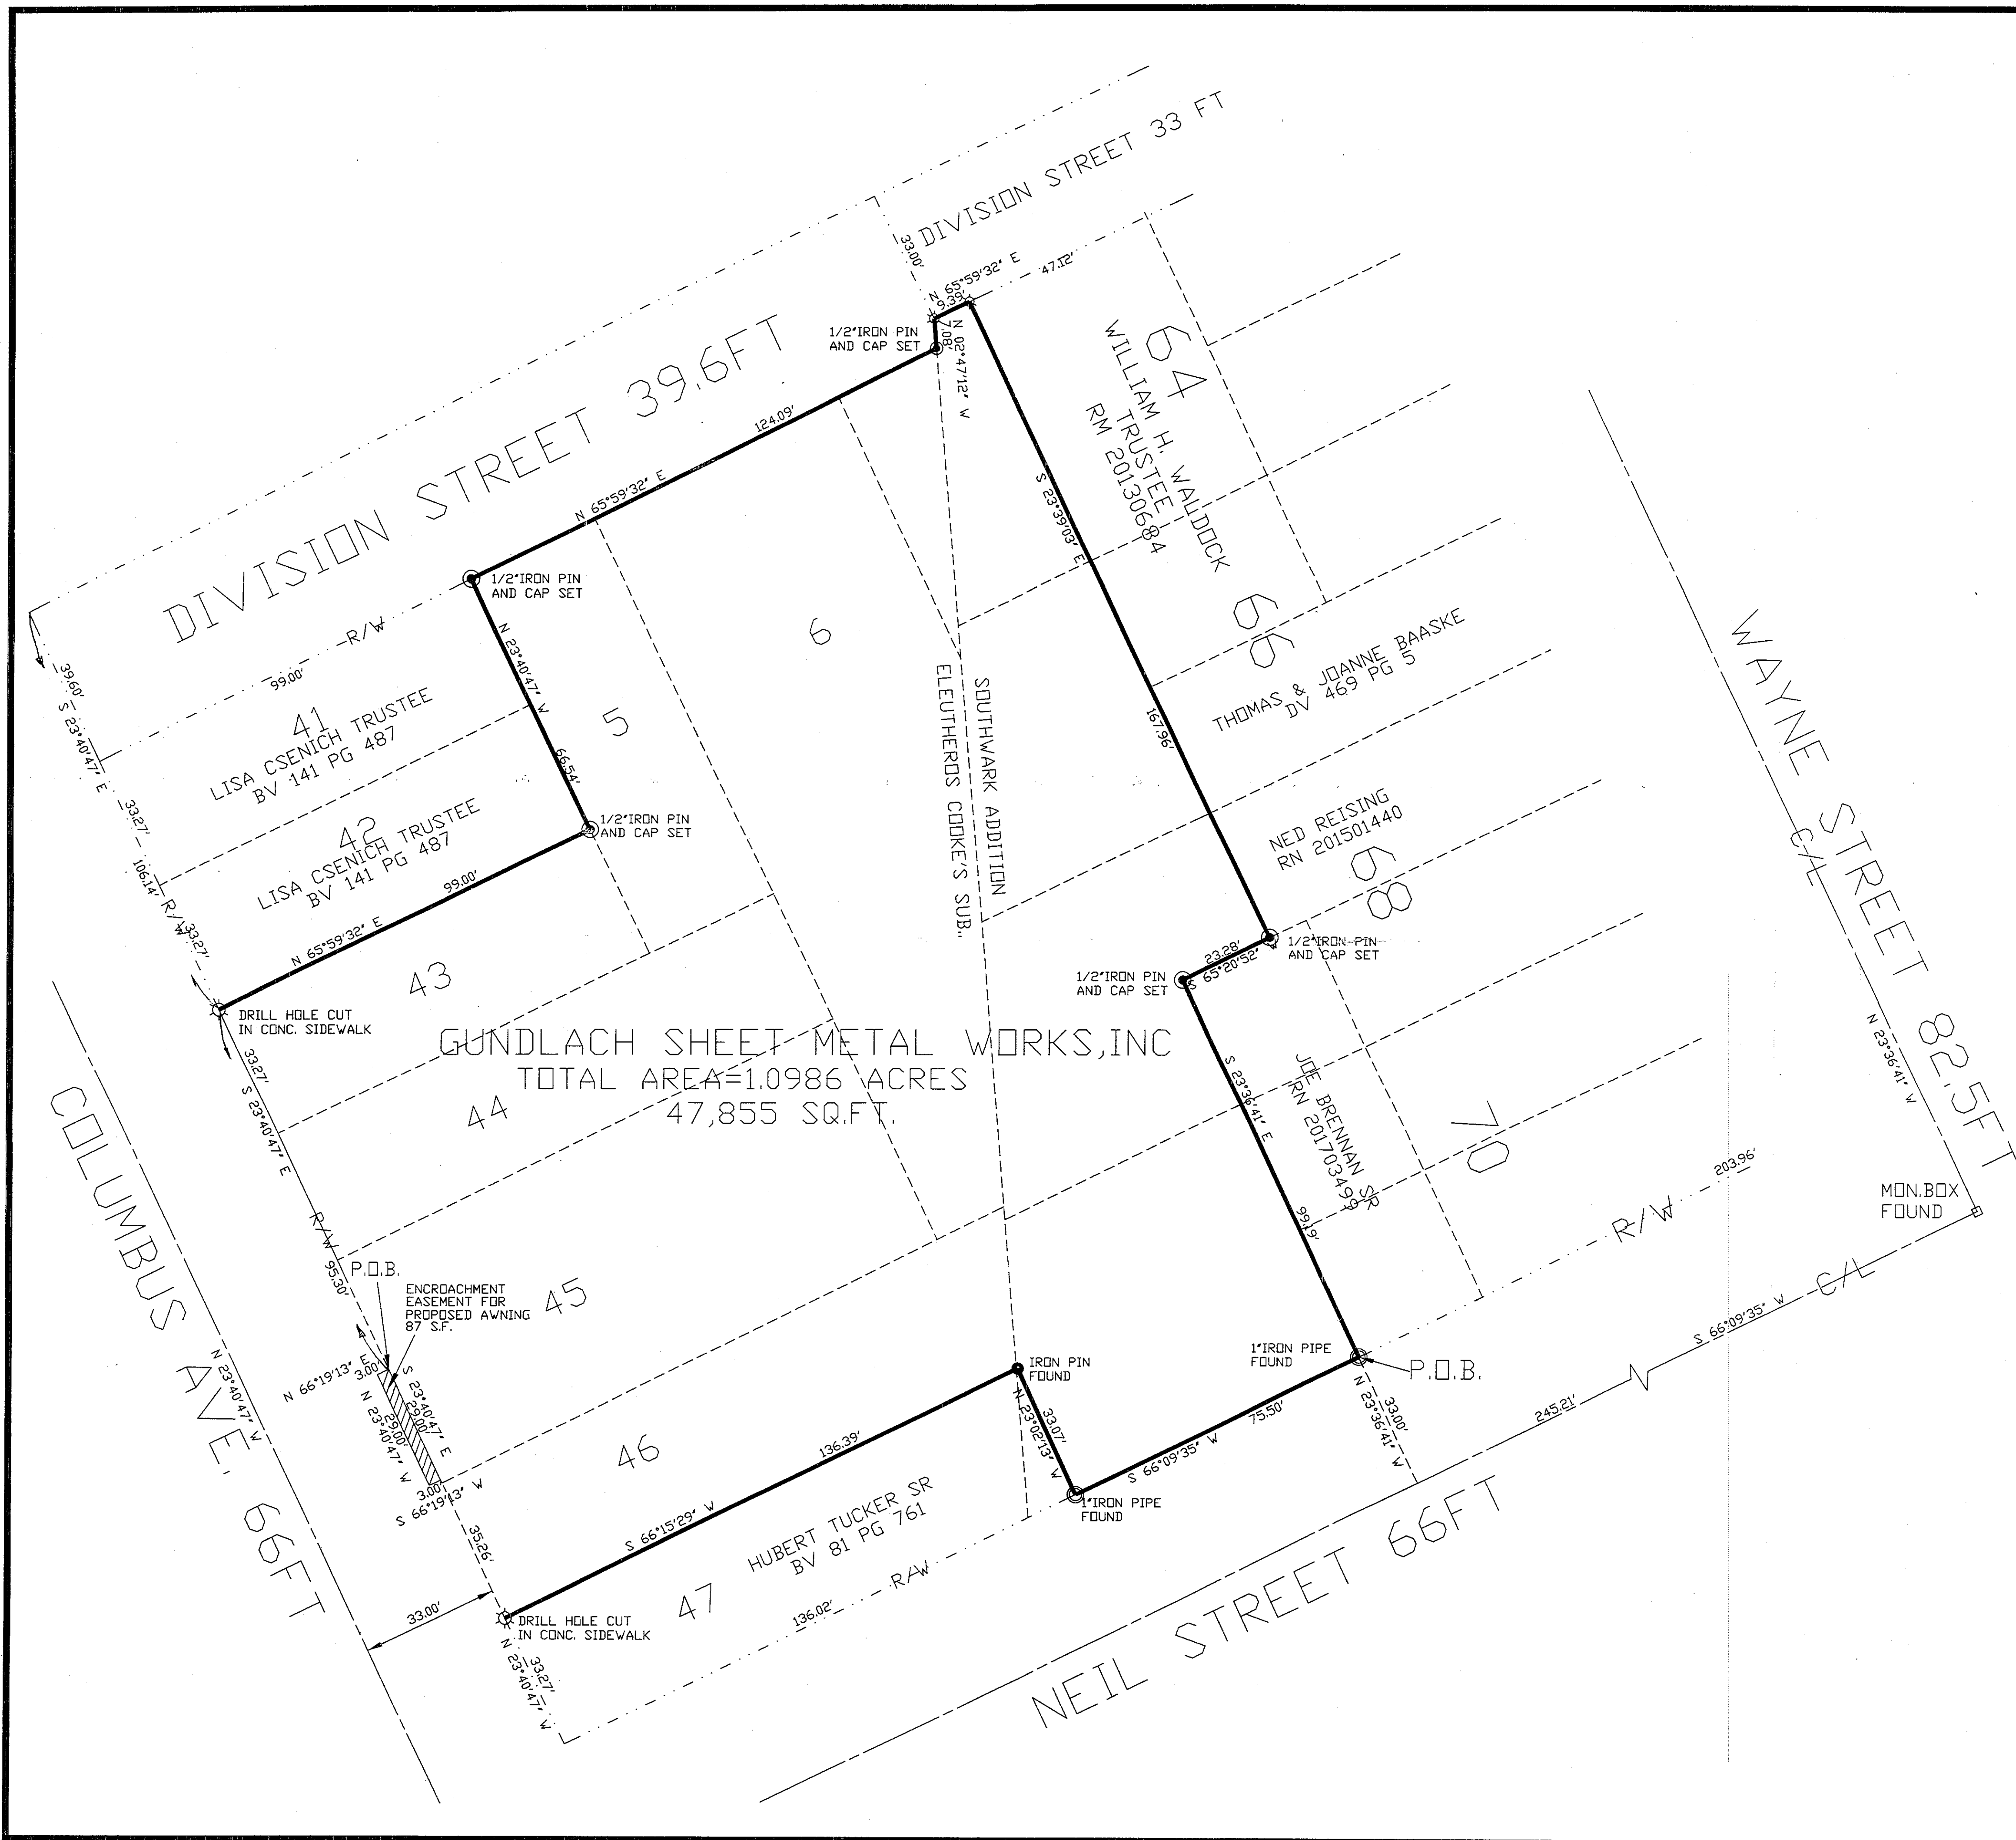 DIVISION STREET 33 FT
33.00'
N 65°59'32" E
9.39'
47.12'
1/2"IRON PIN
AND CAP SET
7.08'
N 02°47'12" W
DIVISION STREET 39.6FT
124.09'
N 65°59'32" E
64
WILLIAM H. WALDOCK
TRUSTEE
RM 20130684
S 23°39'03" E
167.96'
1/2"IRON PIN
AND CAP SET
R/W
99.00'
39.60'
S 23°40'47" E
41
LISA CSENICH TRUSTEE
BV 141 PG 487
N 23°40'47" W
66.54'
5
6
66
THOMAS & JOANNE BAASKE
DV 469 PG 5
WAYNE STREET 82.5FT
C/L
N 23°36'41" W
33.27'
106.14'
R/W
33.27'
42
LISA CSENICH TRUSTEE
BV 141 PG 487
1/2"IRON PIN
AND CAP SET
99.00'
N 65°59'32" E
SOUTHWARK ADDITION
ELEUTHEROS COOKE'S SUB.,
NED REISING
RN 201501440
68
1/2"IRON PIN
AND CAP SET
23.28'
S 65°20'52" W
1/2"IRON PIN
AND CAP SET
43
DRILL HOLE CUT
IN CONC. SIDEWALK
GUNDLACH SHEET METAL WORKS,INC
TOTAL AREA=1.0986 ACRES
47,855 SQ.FT.
33.27'
S 23°40'47" E
44
S 23°36'41" E
99.19'
JOE BRENNAN SR
RN 201703499
70
203.96'
R/W
MON.BOX
FOUND
COLUMBUS AVE. 66FT
N 23°40'47" W
R/W
95.30'
P.O.B.
ENCROACHMENT
EASEMENT FOR
PROPOSED AWNING
87 S.F.
45
N 66°19'13" E
3.00'
S 23°40'47" E
29.00'
29.00'
N 23°40'47" W
3.00'
S 66°19'13" W
IRON PIN
FOUND
1"IRON PIPE
FOUND
P.O.B.
C/L
S 66°09'35" W
33.00'
N 23°36'41" W
245.21'
33.07'
N 23°02'13" W
75.50'
S 66°09'35" W
1"IRON PIPE
FOUND
46
136.39'
S 66°15'29" W
35.26'
HUBERT TUCKER SR
BV 81 PG 761
47
R/W
136.02'
33.00'
DRILL HOLE CUT
IN CONC. SIDEWALK
33.27'
N 23°40'47" W
NEIL STREET 66FT